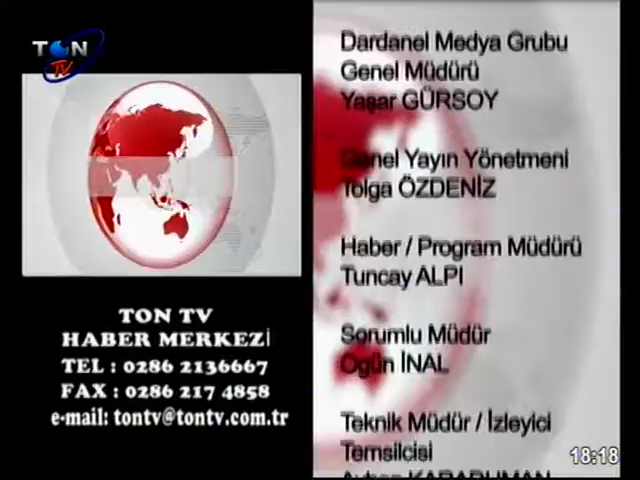 TON
TV
TON TV
HABER MERKEZİ
TEL : 0286 2136667
FAX : 0286 217 4858
e-mail: tontv@tontv.com.tr
Dardanel Medya Grubu
Genel Müdürü
Yaşar GÜRSOY
Genel Yayın Yönetmeni
Tolga ÖZDENİZ
Haber / Program Müdürü
Tuncay ALPI
Sorumlu Müdür
Ogün İNAL
Teknik Müdür / İzleyici
Temsilcisi
18:18